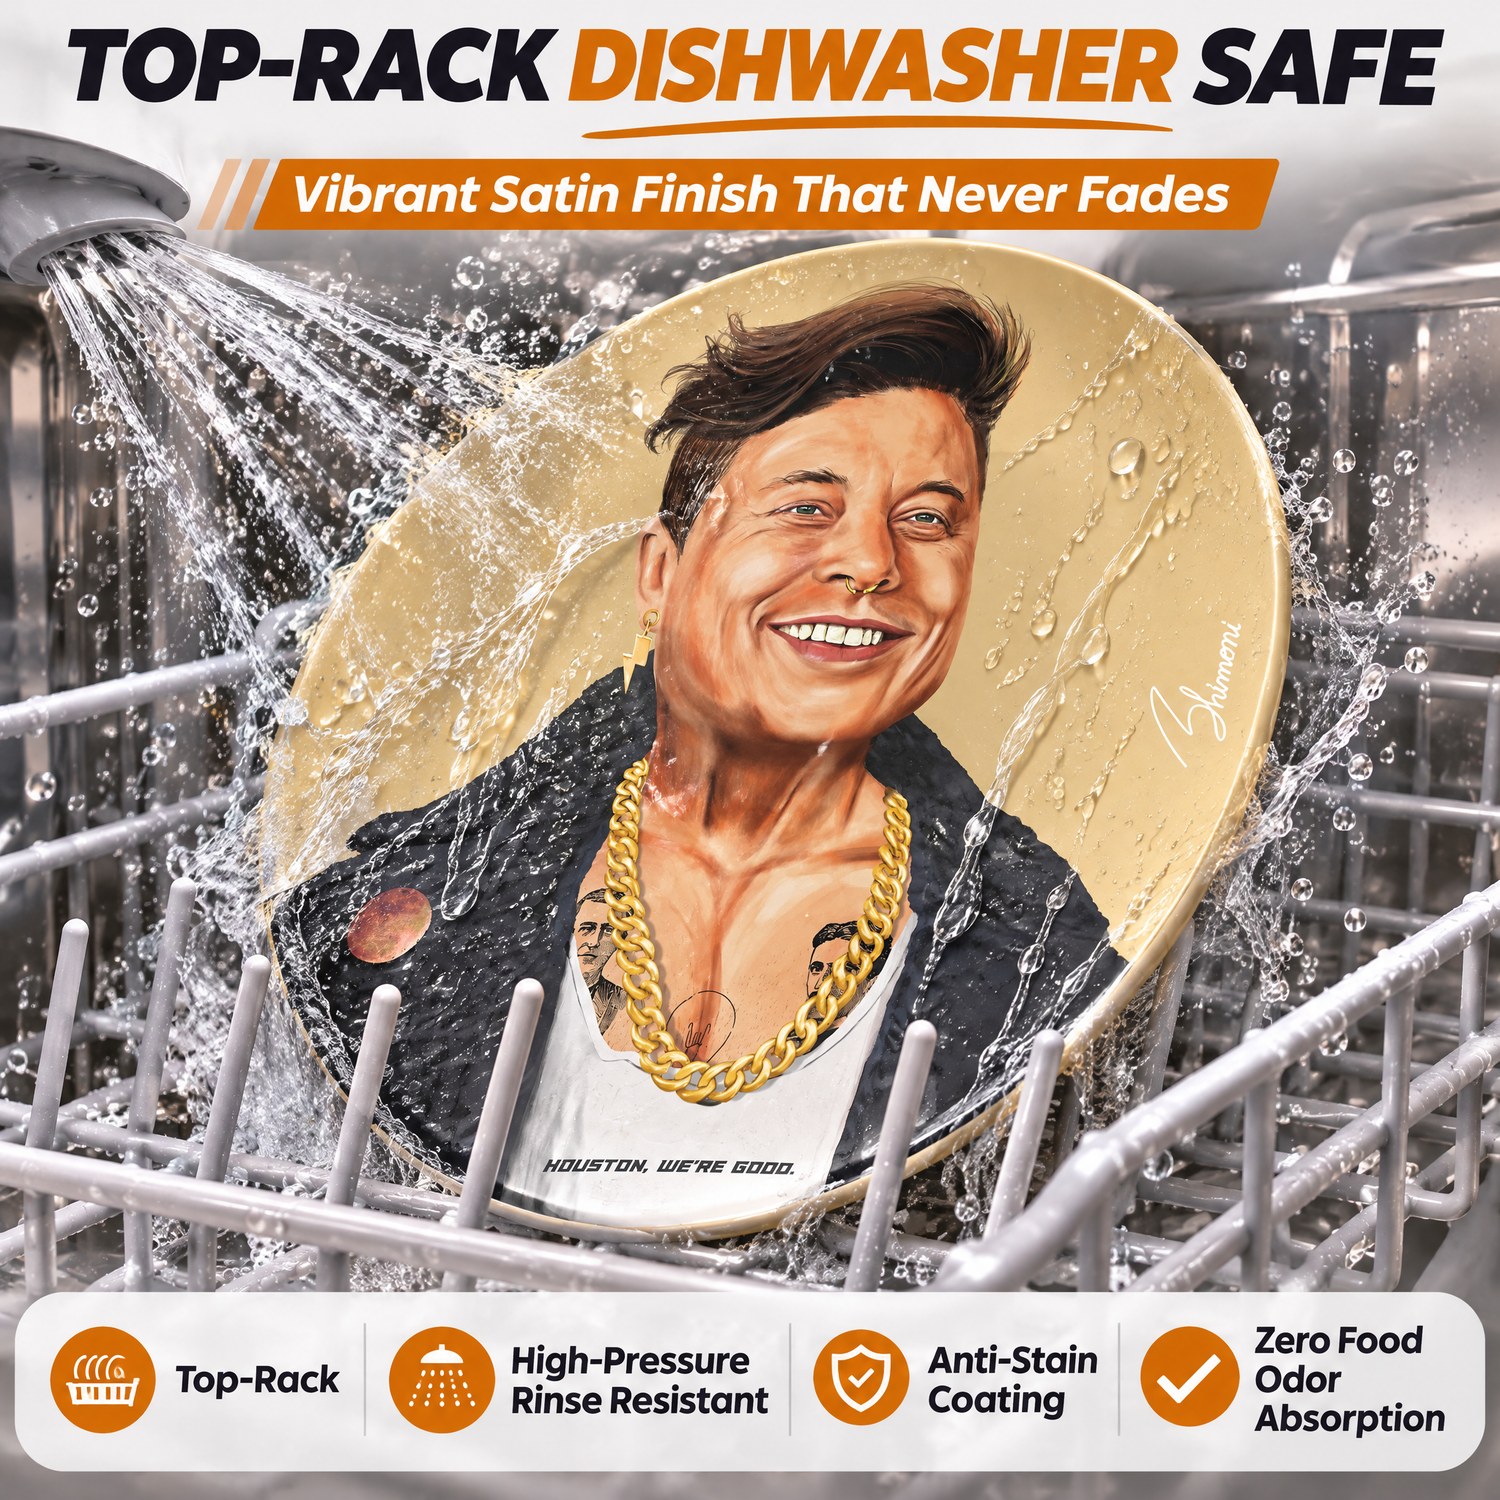 TOP-RACK DISHWASHER SAFE
Vibrant Satin Finish That Never Fades
Shimoni
HOUSTON, WE'RE GOOD.
Top-Rack
High-Pressure
Rinse Resistant
Anti-Stain
Coating
Zero Food
Odor
Absorption